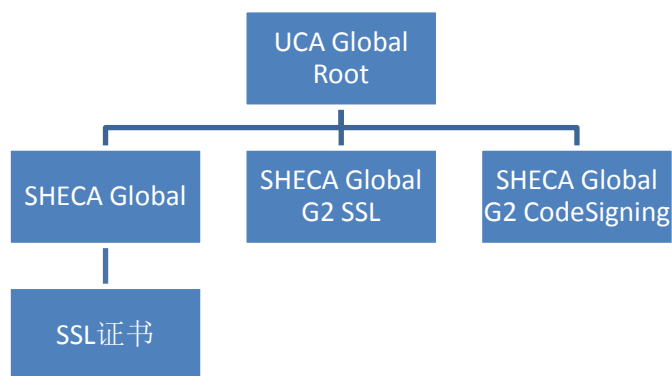 UCA Global
Root
SHECA Global
SHECA Global
G2 SSL
SHECA Global
G2 CodeSigning
SSL证书